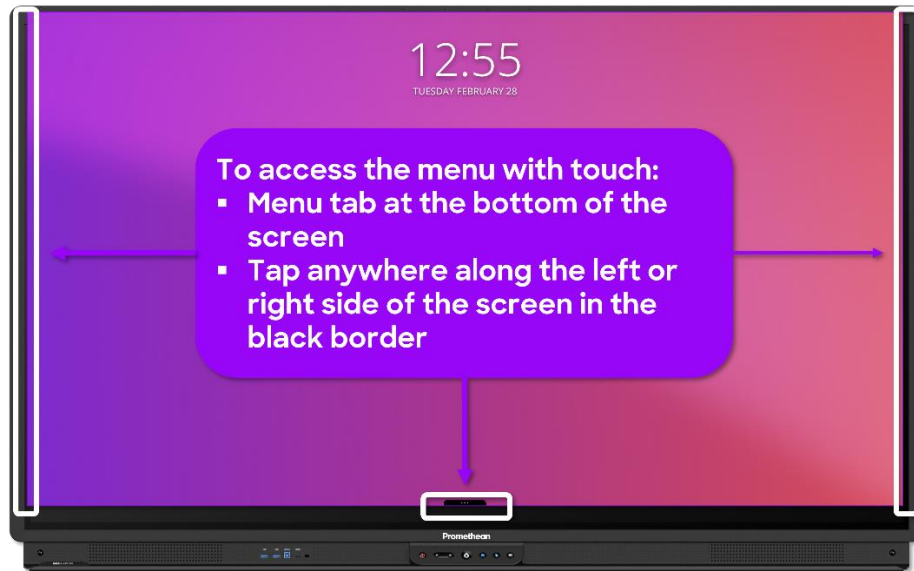 12:55
TUESDAY FEBRUARY 28
To access the menu with touch:
▪ Menu tab at the bottom of the
screen
▪ Tap anywhere along the left or
right side of the screen in the
black border
Promethean